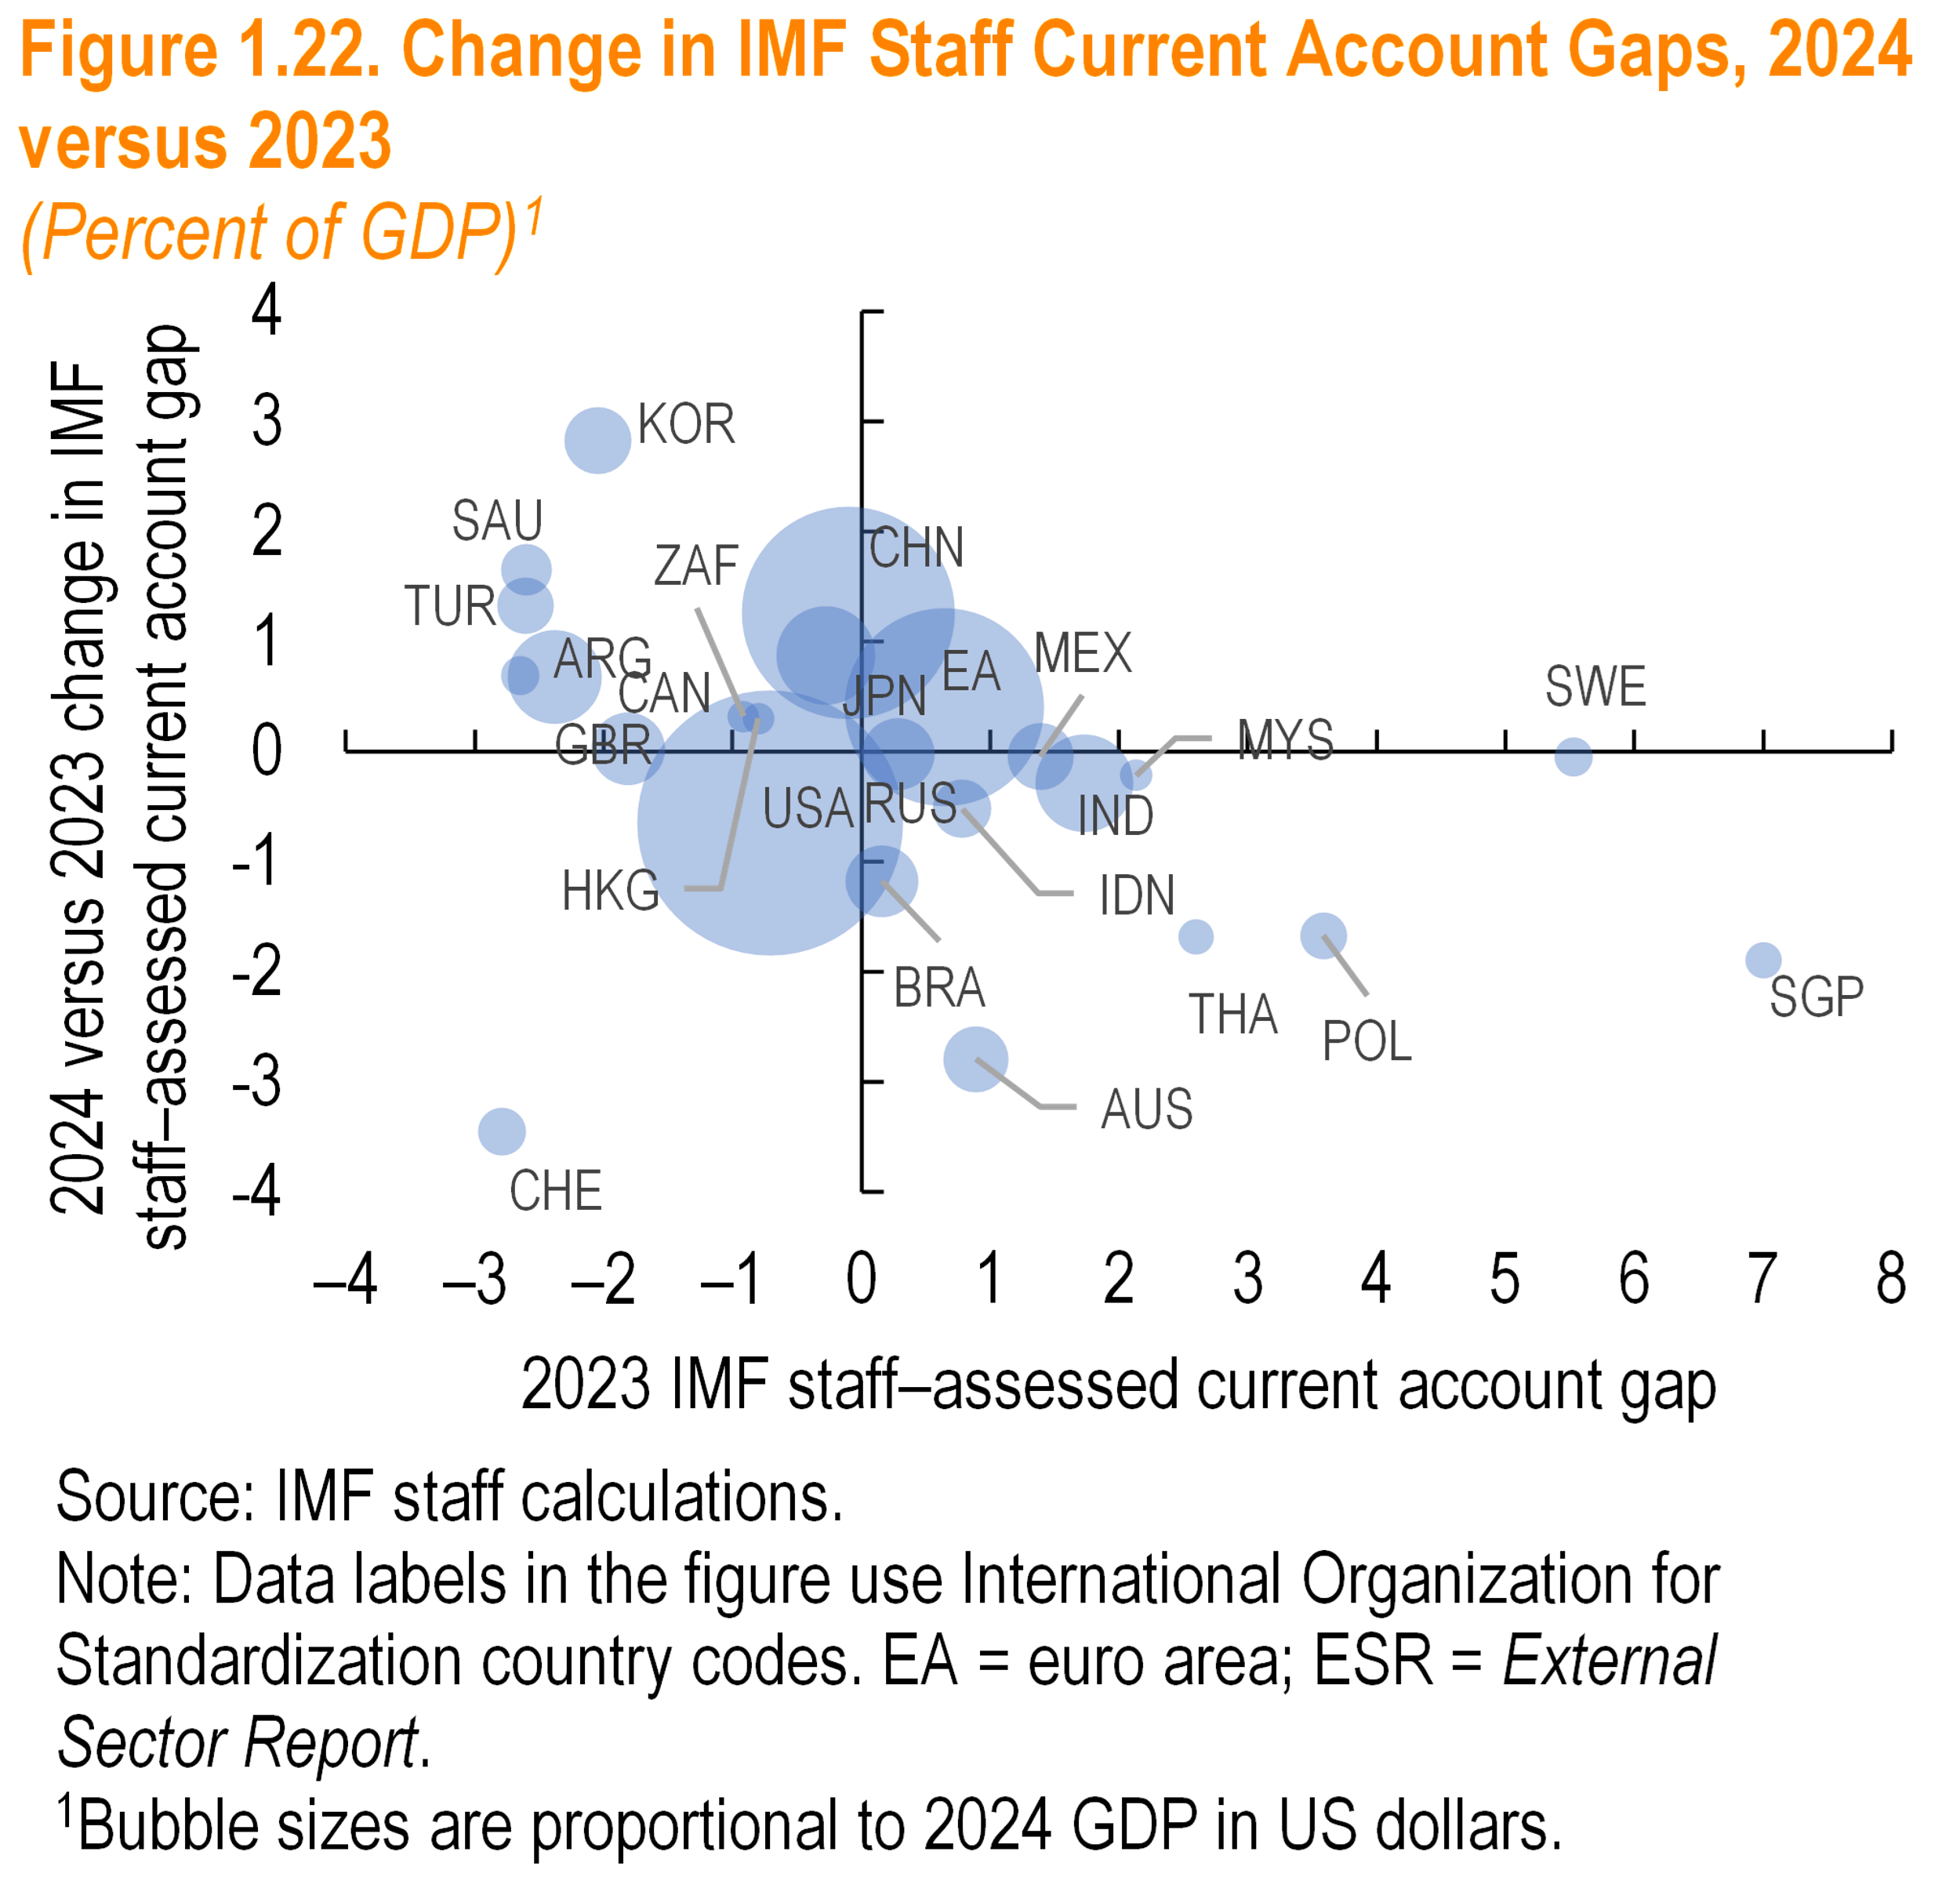 Figure 1.22. Change in IMF Staff Current Account Gaps, 2024
versus 2023
(Percent of GDP)¹
2024 versus 2023 change in IMF
staff–assessed current account gap
4
3
2
1
0
-1
-2
-3
-4
KOR
SAU
ZAF
CHN
TUR
ARG
MEX
EA
SWE
CAN
JPN
GBR
MYS
USA
RUS
IND
HKG
IDN
BRA
THA
SGP
POL
AUS
CHE
–4 –3 –2 –1 0 1 2 3 4 5 6 7 8
2023 IMF staff–assessed current account gap
Source: IMF staff calculations.
Note: Data labels in the figure use International Organization for
Standardization country codes. EA = euro area; ESR = External
Sector Report.
¹Bubble sizes are proportional to 2024 GDP in US dollars.